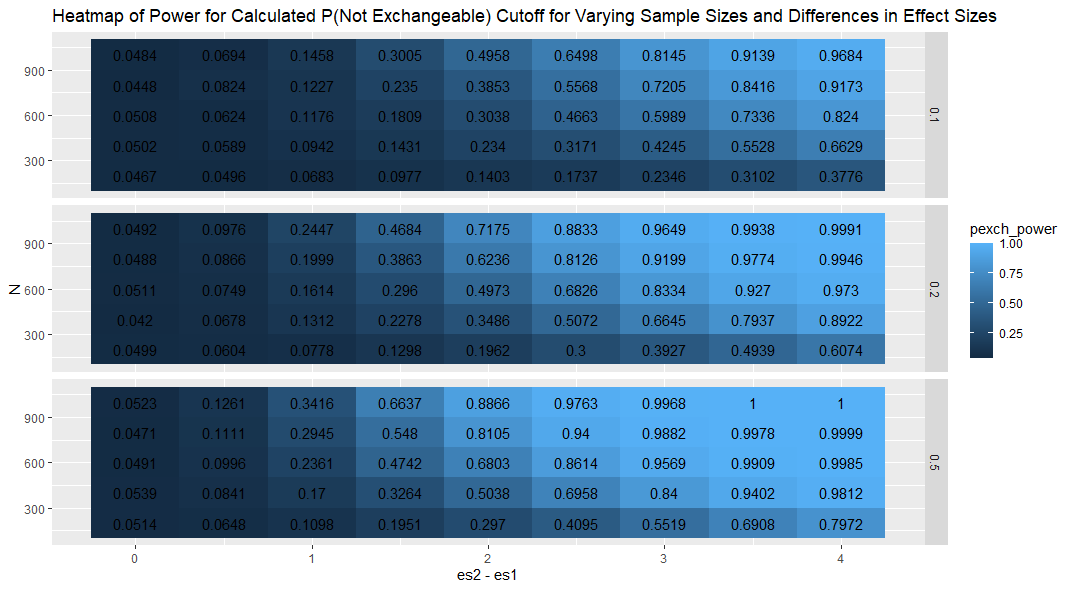 Heatmap of Power for Calculated P(Not Exchangeable) Cutoff for Varying Sample Sizes and Differences in Effect Sizes
900
600
300
0.0484 0.0694 0.1458 0.3005 0.4958 0.6498 0.8145 0.9139 0.9684
0.0448 0.0824 0.1227 0.235 0.3853 0.5568 0.7205 0.8416 0.9173
0.0508 0.0624 0.1176 0.1809 0.3038 0.4663 0.5989 0.7336 0.824
0.0502 0.0589 0.0942 0.1431 0.234 0.3171 0.4245 0.5528 0.6629
0.0467 0.0496 0.0683 0.0977 0.1403 0.1737 0.2346 0.3102 0.3776
0.1
N
900
600
300
0.0492 0.0976 0.2447 0.4684 0.7175 0.8833 0.9649 0.9938 0.9991
0.0488 0.0866 0.1999 0.3863 0.6236 0.8126 0.9199 0.9774 0.9946
0.0511 0.0749 0.1614 0.296 0.4973 0.6826 0.8334 0.927 0.973
0.042 0.0678 0.1312 0.2278 0.3486 0.5072 0.6645 0.7937 0.8922
0.0499 0.0604 0.0778 0.1298 0.1962 0.3 0.3927 0.4939 0.6074
0.2
900
600
300
0.0523 0.1261 0.3416 0.6637 0.8866 0.9763 0.9968 1 1
0.0471 0.1111 0.2945 0.548 0.8105 0.94 0.9882 0.9978 0.9999
0.0491 0.0996 0.2361 0.4742 0.6803 0.8614 0.9569 0.9909 0.9985
0.0539 0.0841 0.17 0.3264 0.5038 0.6958 0.84 0.9402 0.9812
0.0514 0.0648 0.1098 0.1951 0.297 0.4095 0.5519 0.6908 0.7972
0.5
0 1 2 3 4
es2 - es1
pexch_power
1.00
0.75
0.50
0.25